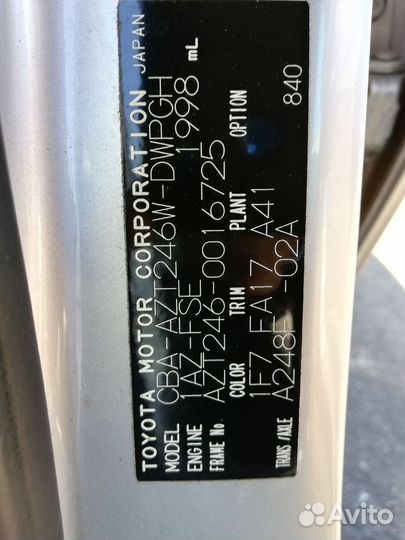 TOYOTA MOTOR CORPORATION JAPAN
MODEL CBA-AZT246W-DWPGH
ENGINE 1AZ-FSE 1998 mL
FRAME No. AZT246-0016725
COLOR TRIM PLANT OPTION
1F7 FA17 A41
TRANS/AXLE A248F -02A 840
Avito